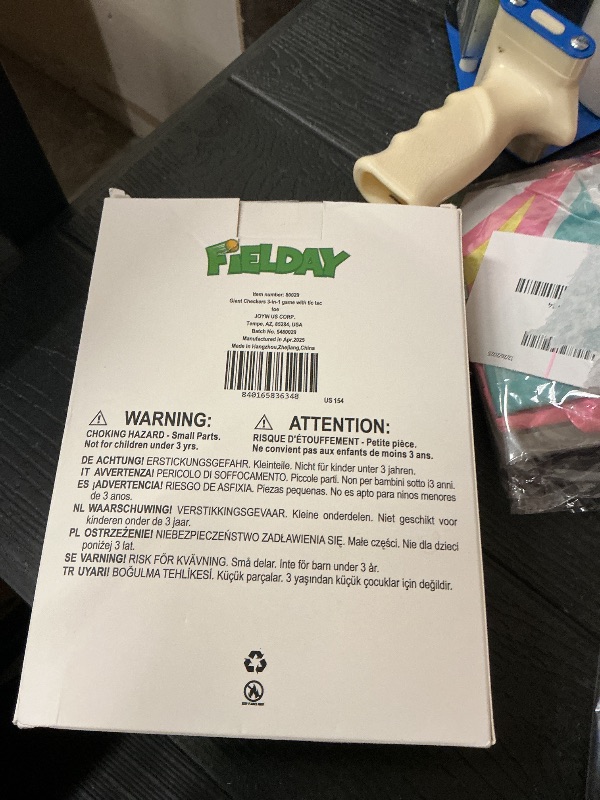 FiELDAY
Item number: 80029
Giant Checkers 3-in-1 game with tic tac
toe
JOYW US CORP.
Tempe, AZ, 85284, USA
Batch No. 5480029
Manufactured in Apr.2025
Made in Hangzhou,Zhejiang,China
840165836348
US 154
WARNING:
CHOKING HAZARD - Small Parts.
Not for children under 3 yrs.
ATTENTION:
RISQUE D'ÉTOUFFEMENT - Petite pièce.
Ne convient pas aux enfants de moins 3 ans.
DE ACHTUNG! ERSTICKUNGSGEFAHR. Kleinteile. Nicht für kinder unter 3 jahren.
IT AVVERTENZA! PERICOLO DI SOFFOCAMENTO. Piccole parti. Non per bambini sotto i3 anni.
ES ¡ADVERTENCIA! RIESGO DE ASFIXIA. Piezas pequenas. No es apto para ninos menores
de 3 anos.
NL WAARSCHUWING! VERSTIKKINGSGEVAAR. Kleine onderdelen. Niet geschikt voor
kinderen onder de 3 jaar.
PL OSTRZEŻENIE! NIEBEZPIECZEŃSTWO ZADŁAWIENIA SIĘ. Małe części. Nie dla dzieci
poniżej 3 lat.
SE VARNING! RISK FÖR KVÄVNING. Små delar. inte för barn under 3 år.
TR UYARI! BOĞULMA TEHLİKESİ. Küçük parçalar. 3 yaşından küçük çocuklar için değildir.